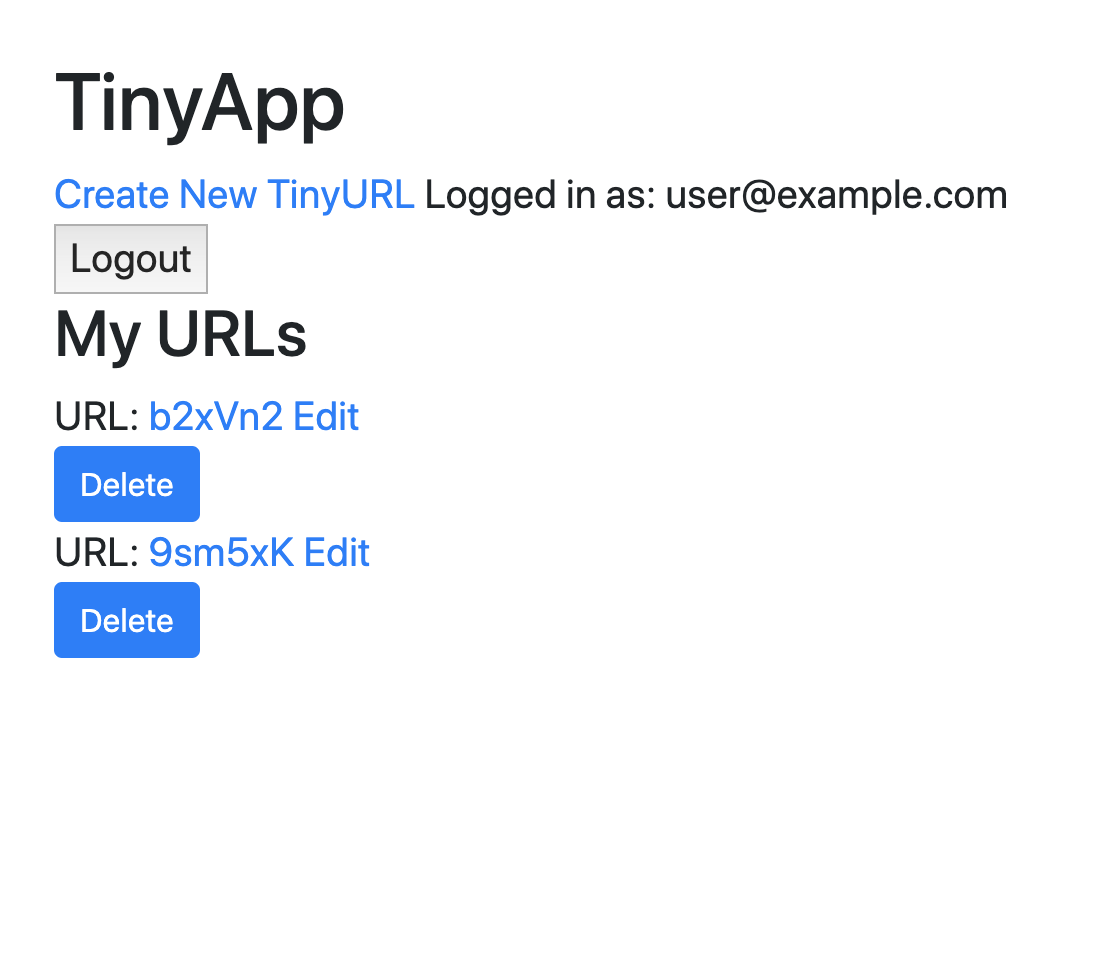 TinyApp
Create New TinyURL Logged in as: user@example.com
Logout
My URLs
URL: b2xVn2 Edit
Delete
URL: 9sm5xK Edit
Delete